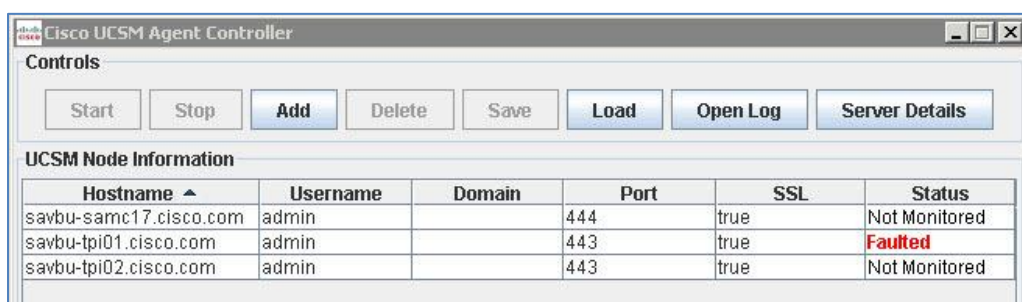 Cisco UCSM Agent Controller
Controls
Start Stop Add Delete Save Load Open Log Server Details
UCSM Node Information
Hostname Username Domain Port SSL Status
savbu-samc17.cisco.com admin 444 true Not Monitored
savbu-tpi01.cisco.com admin 443 true Faulted
savbu-tpi02.cisco.com admin 443 true Not Monitored